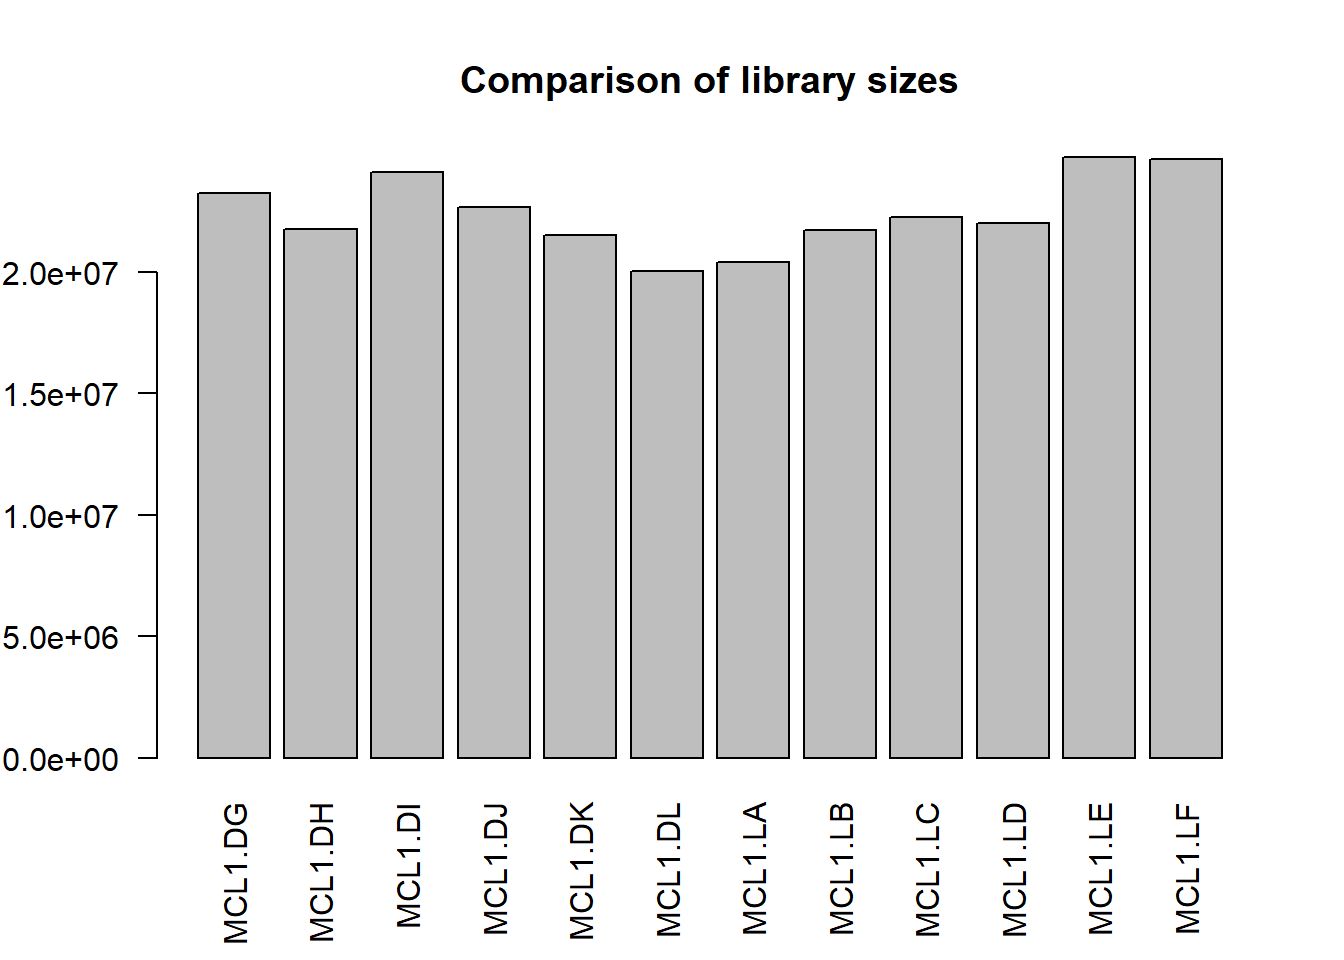 Comparison of library sizes
2.0e+07
1.5e+07
1.0e+07
5.0e+06
0.0e+00
MCL1.DG
MCL1.DH
MCL1.DI
MCL1.DJ
MCL1.DK
MCL1.DL
MCL1.LA
MCL1.LB
MCL1.LC
MCL1.LD
MCL1.LE
MCL1.LF